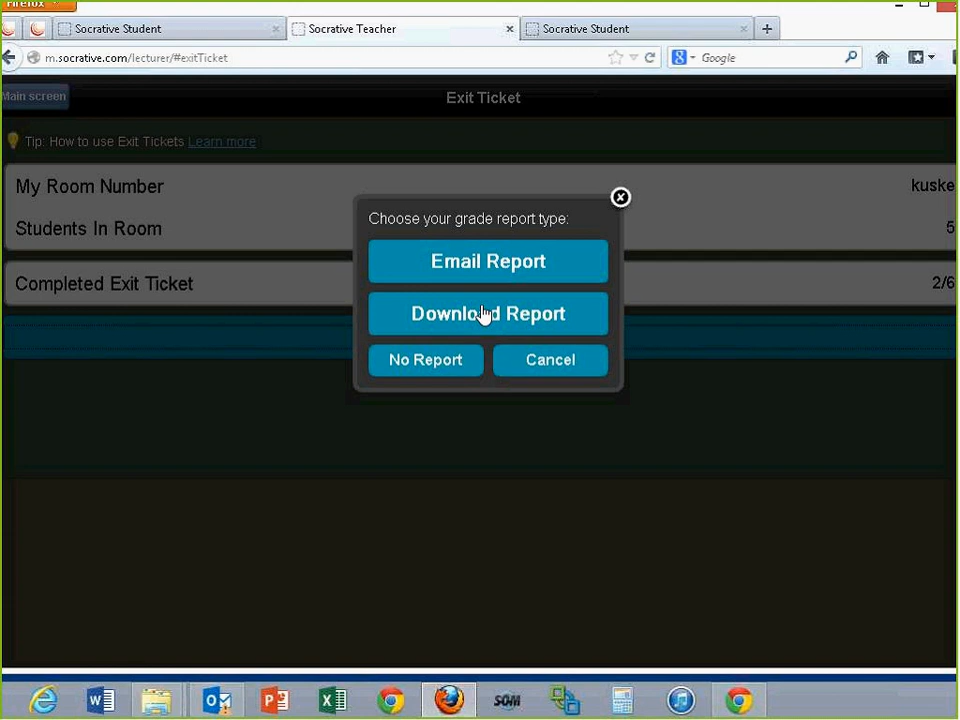 Firefox
Socrative Student
Socrative Teacher
Socrative Student
m.socrative.com/lecturer/#exitTicket
Google
Main screen
Exit Ticket
Tip: How to use Exit Tickets Learn more
My Room Number kuske
Students In Room 5
Completed Exit Ticket 2/6
Choose your grade report type:
Email Report
Download Report
No Report Cancel
SOM